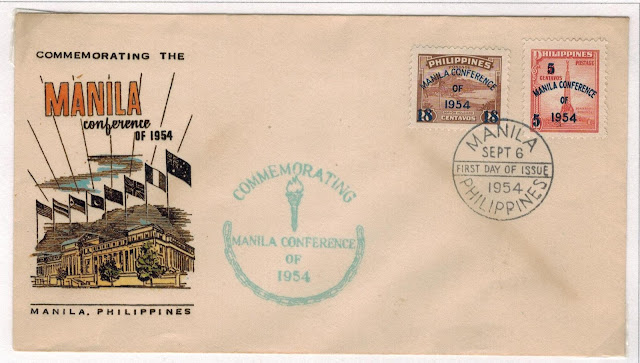 COMMEMORATING THE
MANILA
conference
OF 1954
MANILA, PHILIPPINES
COMMEMORATING
MANILA CONFERENCE
OF
1954
PHILIPPINES
MANILA CONFERENCE
OF
1954
18 18
CENTAVOS
PHILIPPINES
5 POSTAGE
CENTAVOS
MANILA CONFERENCE
OF
5 1954
MANILA
SEPT 6
FIRST DAY OF ISSUE
1954
PHILIPPINES